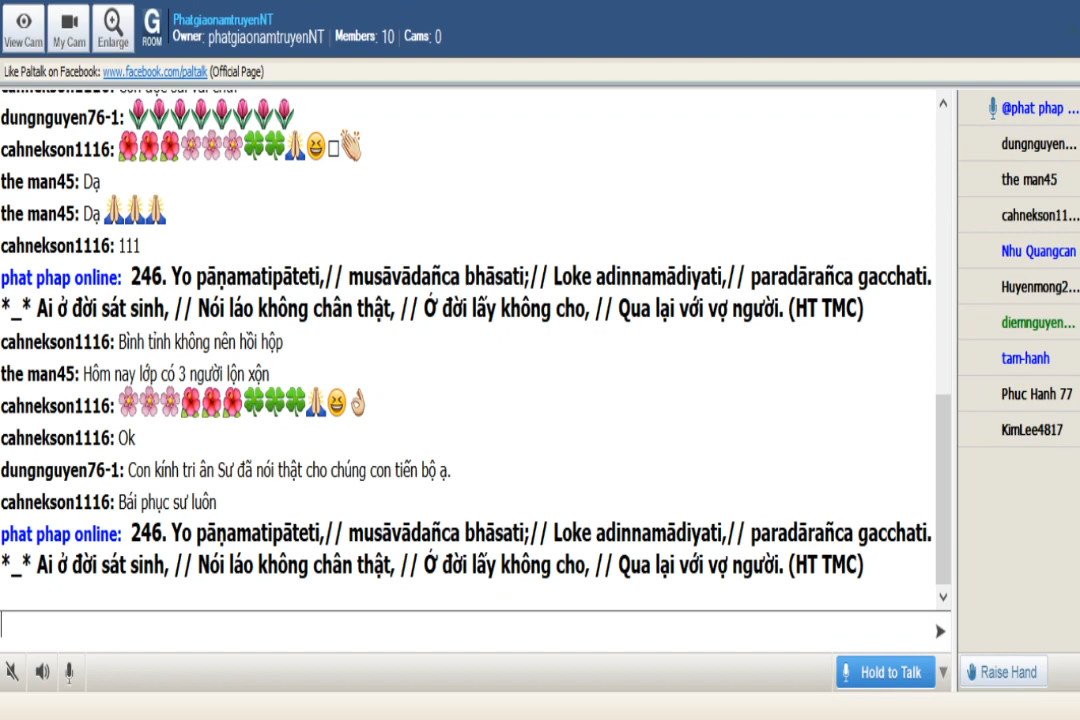 View Cam
My Cam
Enlarge
G ROOM
PhatgiaonamtruyenNT
Owner: phatgiaonamtruyenNT | Members: 10 | Cams: 0
Like Paltalk on Facebook: www.facebook.com/paltalk (Official Page)
dungnguyen76-1: 🌷🌷🌷🌷🌷🌷🌷🌷
cahnekson1116: 🌺🌺🌺🌸🌸🌸🍀🍀🙏😆□👏
the man45: Dạ
the man45: Dạ 🙏🙏🙏
cahnekson1116: 111
phat phap online: 246. Yo pāṇamatipāteti,// musāvādañca bhāsati;// Loke adinnamādiyati,// paradārañca gacchati.
*_* Ai ở đời sát sinh, // Nói láo không chân thật, // Ở đời lấy không cho, // Qua lại với vợ người. (HT TMC)
cahnekson1116: Bình tỉnh không nên hồi hộp
the man45: Hôm nay lớp có 3 người lộn xộn
cahnekson1116: 🌸🌸🌸🌺🌺🌺🍀🍀🍀🙏😆👌
cahnekson1116: Ok
dungnguyen76-1: Con kính tri ân Sư đã nói thật cho chúng con tiến bộ ạ.
cahnekson1116: Bái phục sư luôn
phat phap online: 246. Yo pāṇamatipāteti,// musāvādañca bhāsati;// Loke adinnamādiyati,// paradārañca gacchati.
*_* Ai ở đời sát sinh, // Nói láo không chân thật, // Ở đời lấy không cho, // Qua lại với vợ người. (HT TMC)
Hold to Talk
@phat phap ...
dungnguyen...
the man45
cahnekson11...
Nhu Quangcan
Huyenmong2...
diemnguyen...
tam-hanh
Phuc Hanh 77
KimLee4817
Raise Hand